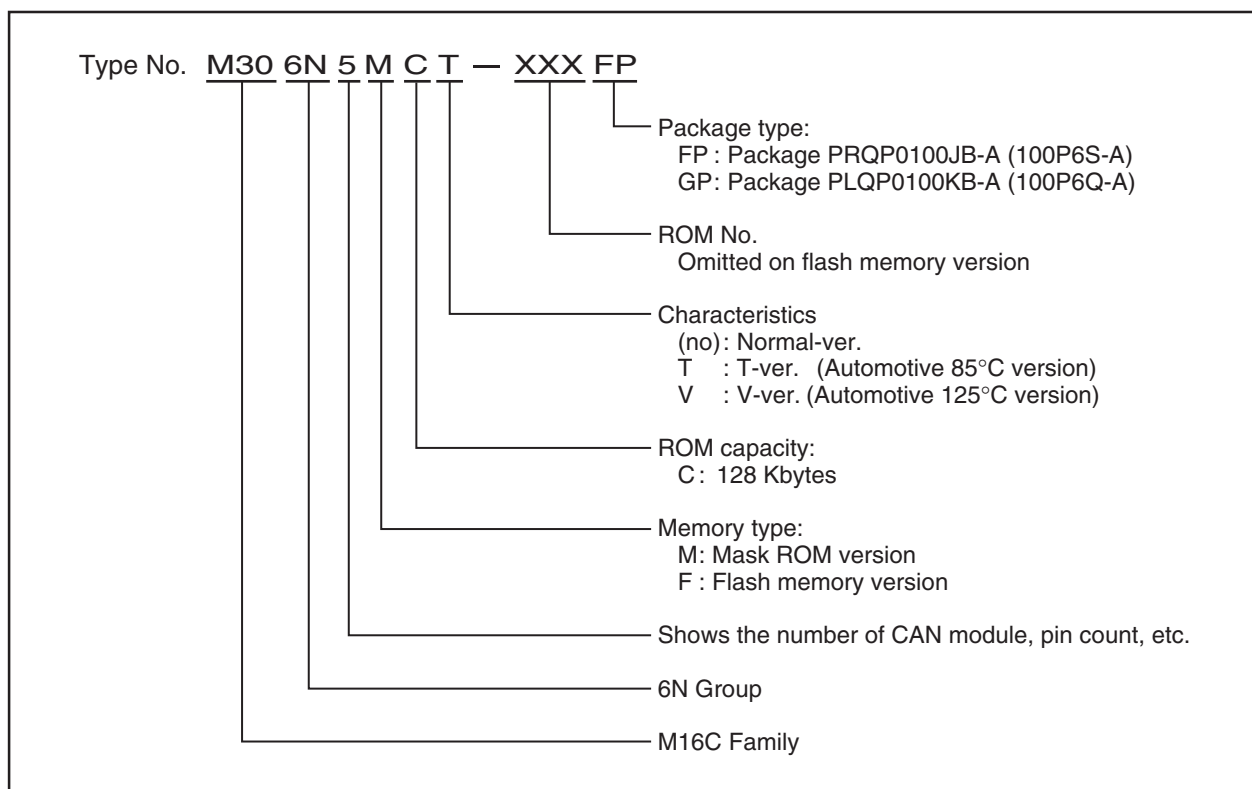 Type No. M30 6N 5 M C T — XXX FP
Package type:
FP : Package PRQP0100JB-A (100P6S-A)
GP: Package PLQP0100KB-A (100P6Q-A)
ROM No.
Omitted on flash memory version
Characteristics
(no) : Normal-ver.
T : T-ver. (Automotive 85°C version)
V : V-ver. (Automotive 125°C version)
ROM capacity:
C : 128 Kbytes
Memory type:
M: Mask ROM version
F : Flash memory version
Shows the number of CAN module, pin count, etc.
6N Group
M16C Family